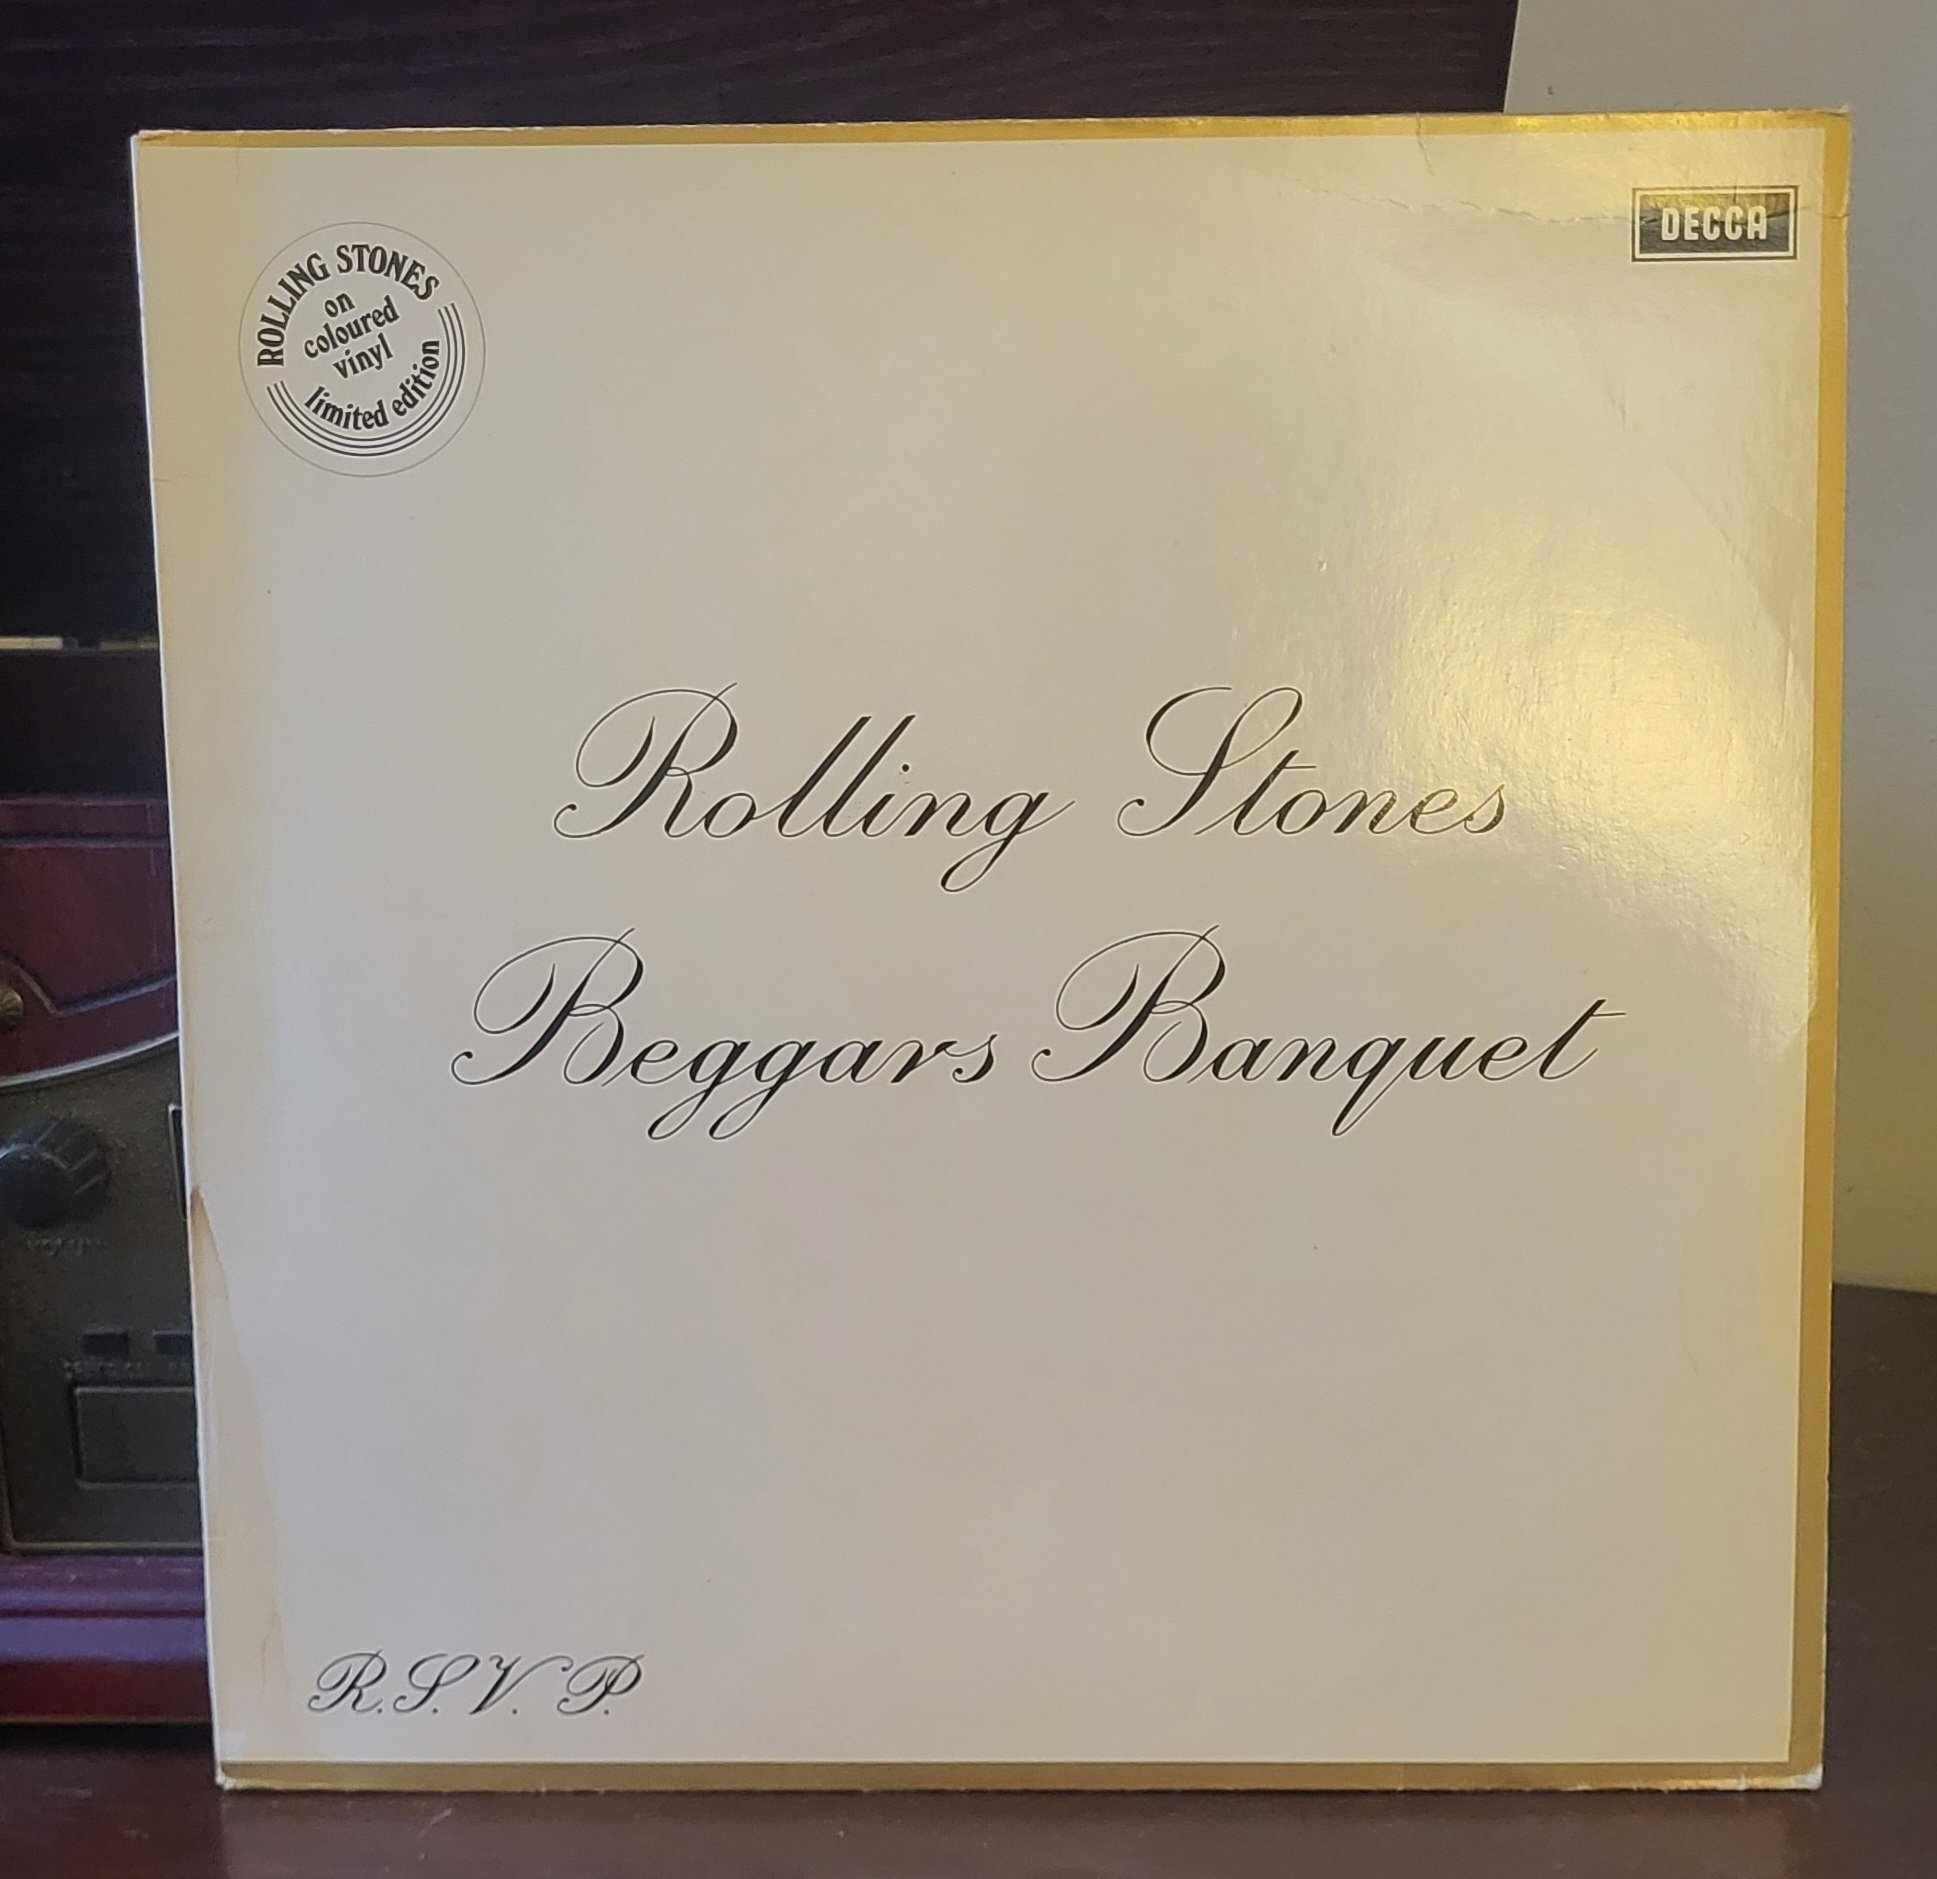 ROLLING STONES
on
coloured
vinyl
limited edition
DECCA
Rolling Stones
Beggars Banquet
R.S.V.P.